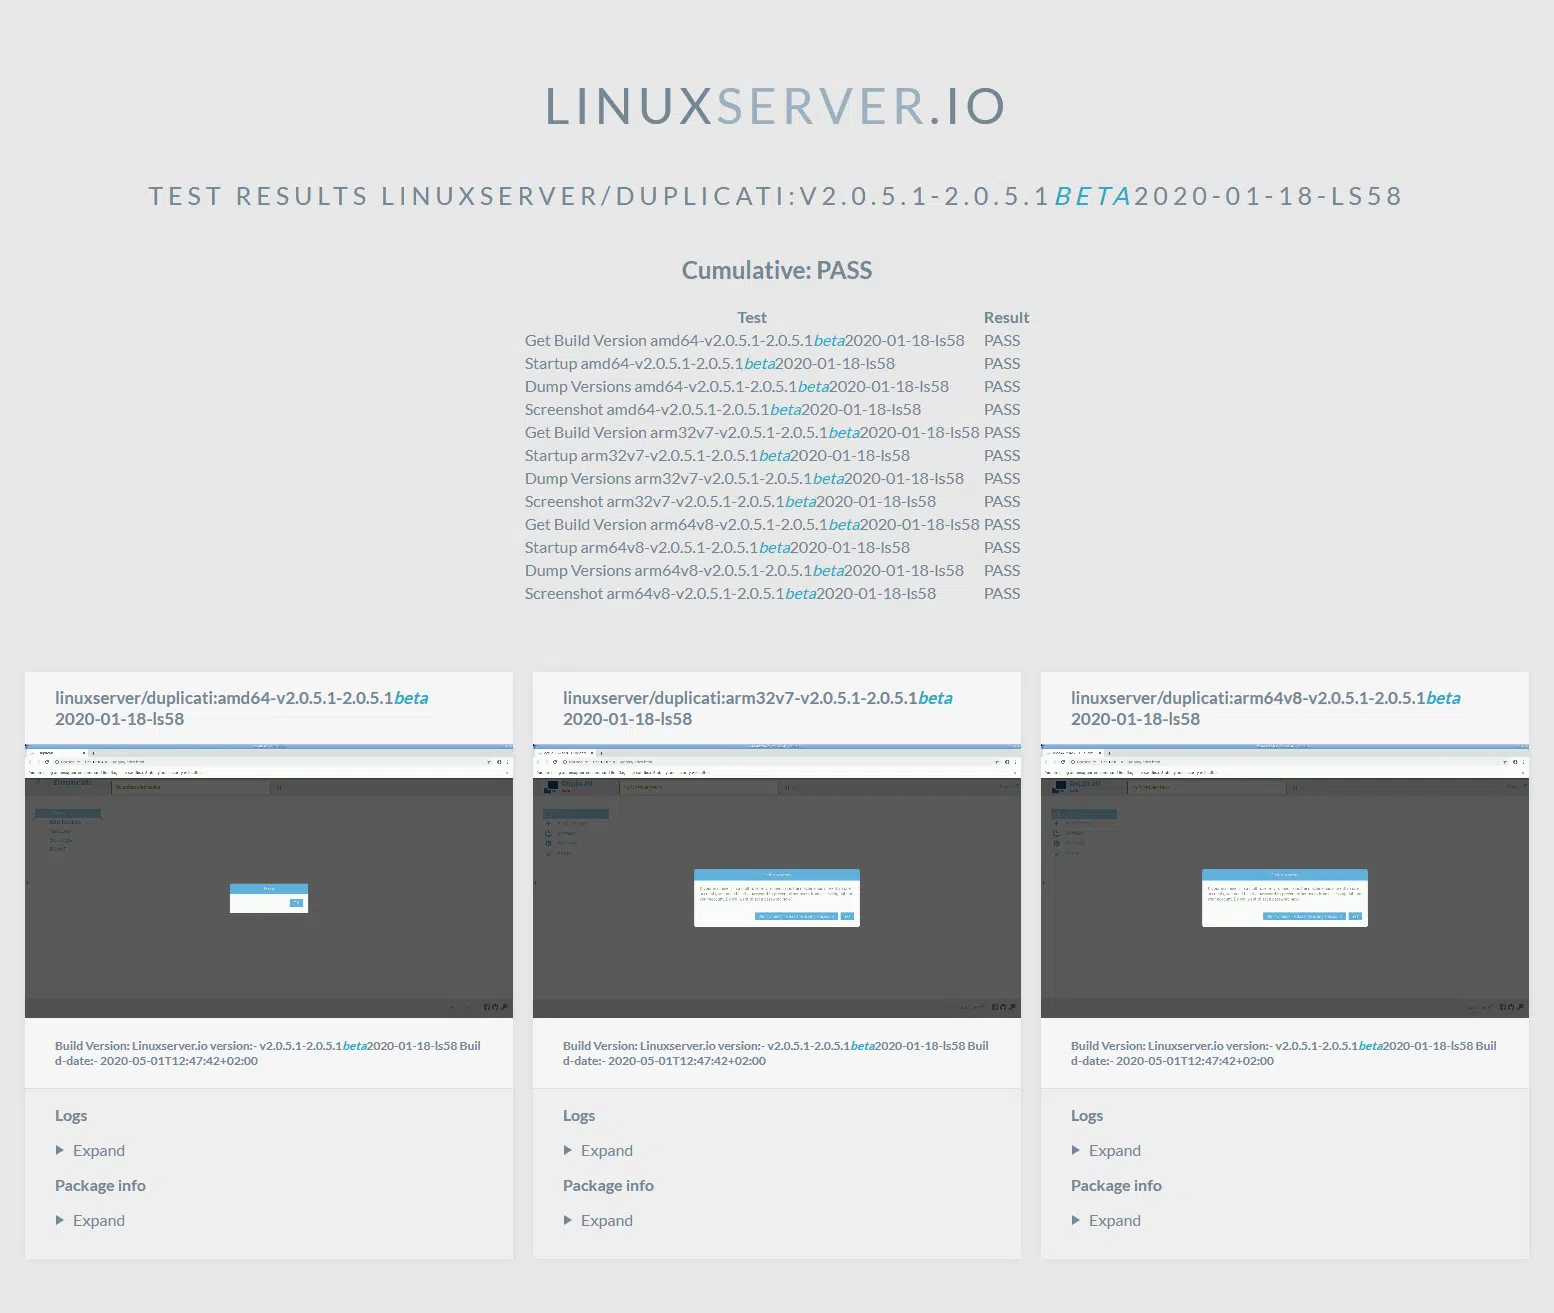 LINUXSERVER.IO
TEST RESULTS LINUXSERVER/DUPLICATI:V2.0.5.1-2.0.5.1BETA2020-01-18-LS58
Cumulative: PASS
Test Result
Get Build Version amd64-v2.0.5.1-2.0.5.1beta2020-01-18-ls58 PASS
Startup amd64-v2.0.5.1-2.0.5.1beta2020-01-18-ls58 PASS
Dump Versions amd64-v2.0.5.1-2.0.5.1beta2020-01-18-ls58 PASS
Screenshot amd64-v2.0.5.1-2.0.5.1beta2020-01-18-ls58 PASS
Get Build Version arm32v7-v2.0.5.1-2.0.5.1beta2020-01-18-ls58 PASS
Startup arm32v7-v2.0.5.1-2.0.5.1beta2020-01-18-ls58 PASS
Dump Versions arm32v7-v2.0.5.1-2.0.5.1beta2020-01-18-ls58 PASS
Screenshot arm32v7-v2.0.5.1-2.0.5.1beta2020-01-18-ls58 PASS
Get Build Version arm64v8-v2.0.5.1-2.0.5.1beta2020-01-18-ls58 PASS
Startup arm64v8-v2.0.5.1-2.0.5.1beta2020-01-18-ls58 PASS
Dump Versions arm64v8-v2.0.5.1-2.0.5.1beta2020-01-18-ls58 PASS
Screenshot arm64v8-v2.0.5.1-2.0.5.1beta2020-01-18-ls58 PASS
linuxserver/duplicati:amd64-v2.0.5.1-2.0.5.1beta
2020-01-18-ls58
Build Version: Linuxserver.io version:- v2.0.5.1-2.0.5.1beta2020-01-18-ls58 Buil
d-date:- 2020-05-01T12:47:42+02:00
Logs
Expand
Package info
Expand
linuxserver/duplicati:arm32v7-v2.0.5.1-2.0.5.1beta
2020-01-18-ls58
Build Version: Linuxserver.io version:- v2.0.5.1-2.0.5.1beta2020-01-18-ls58 Buil
d-date:- 2020-05-01T12:47:42+02:00
Logs
Expand
Package info
Expand
linuxserver/duplicati:arm64v8-v2.0.5.1-2.0.5.1beta
2020-01-18-ls58
Build Version: Linuxserver.io version:- v2.0.5.1-2.0.5.1beta2020-01-18-ls58 Buil
d-date:- 2020-05-01T12:47:42+02:00
Logs
Expand
Package info
Expand